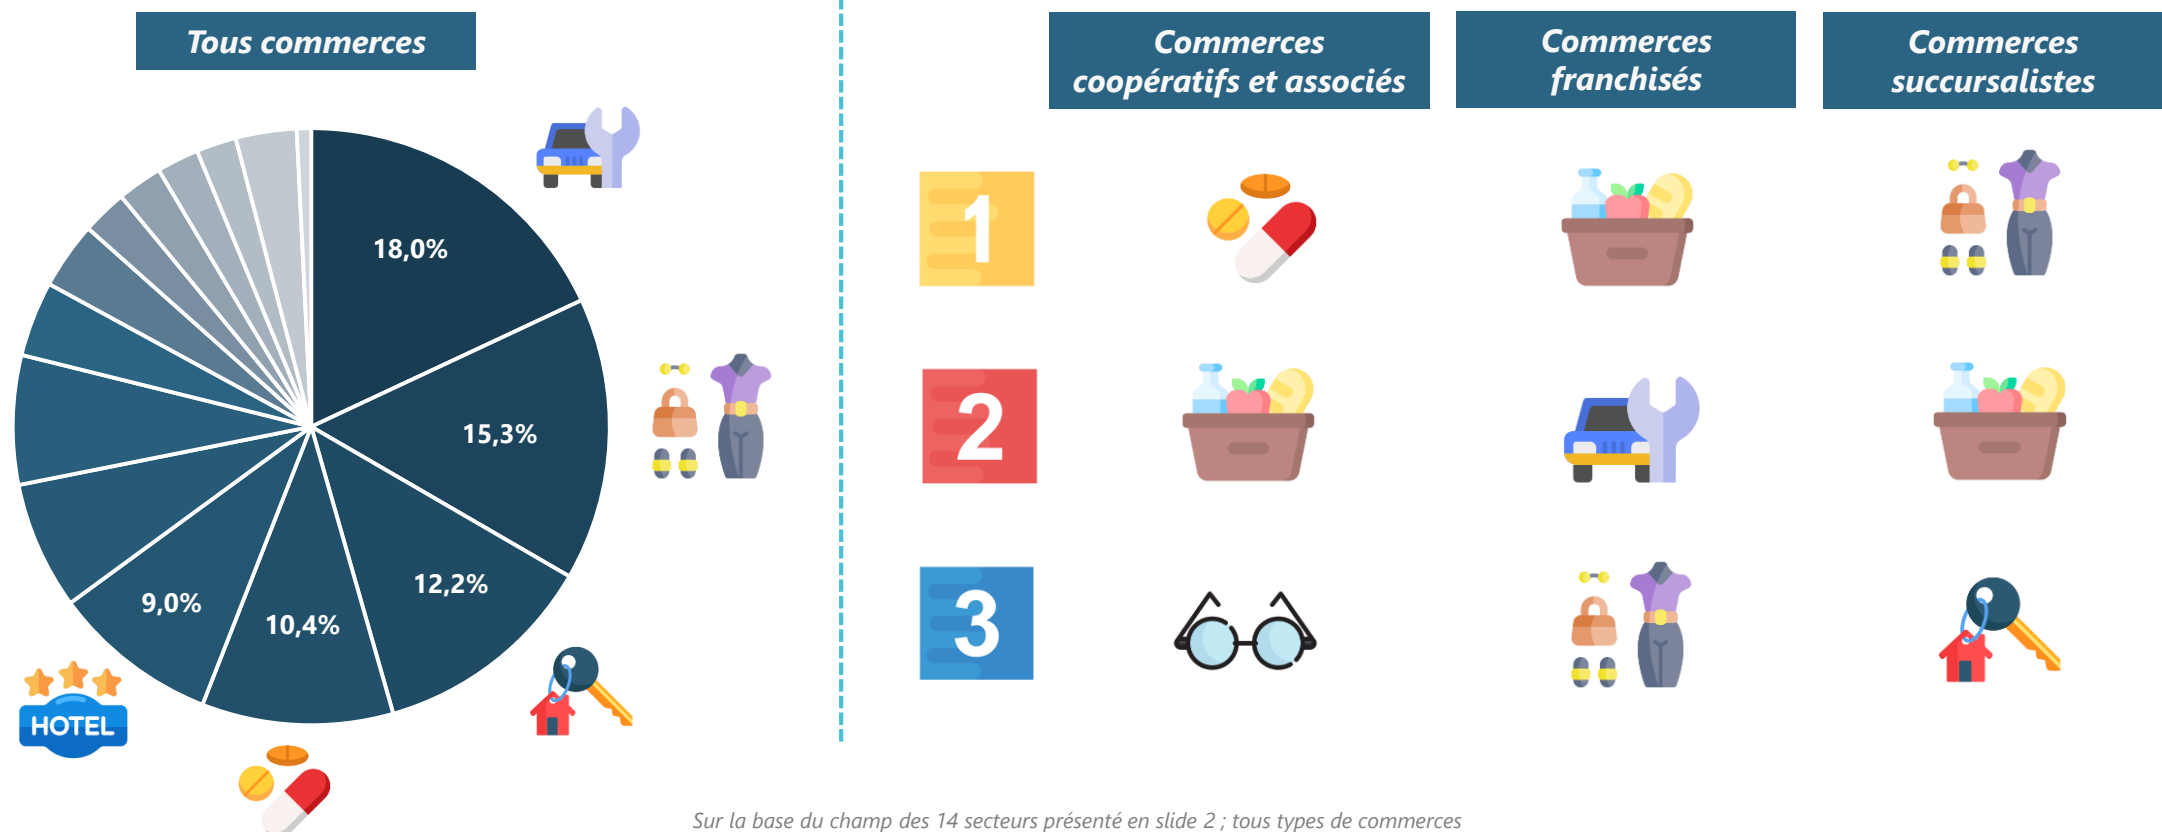 Tous commerces
18,0%
15,3%
12,2%
10,4%
9,0%
HOTEL
Commerces
coopératifs et associés
Commerces
franchisés
Commerces
succursalistes
1
2
3
Sur la base du champ des 14 secteurs présenté en slide 2 ; tous types de commerces